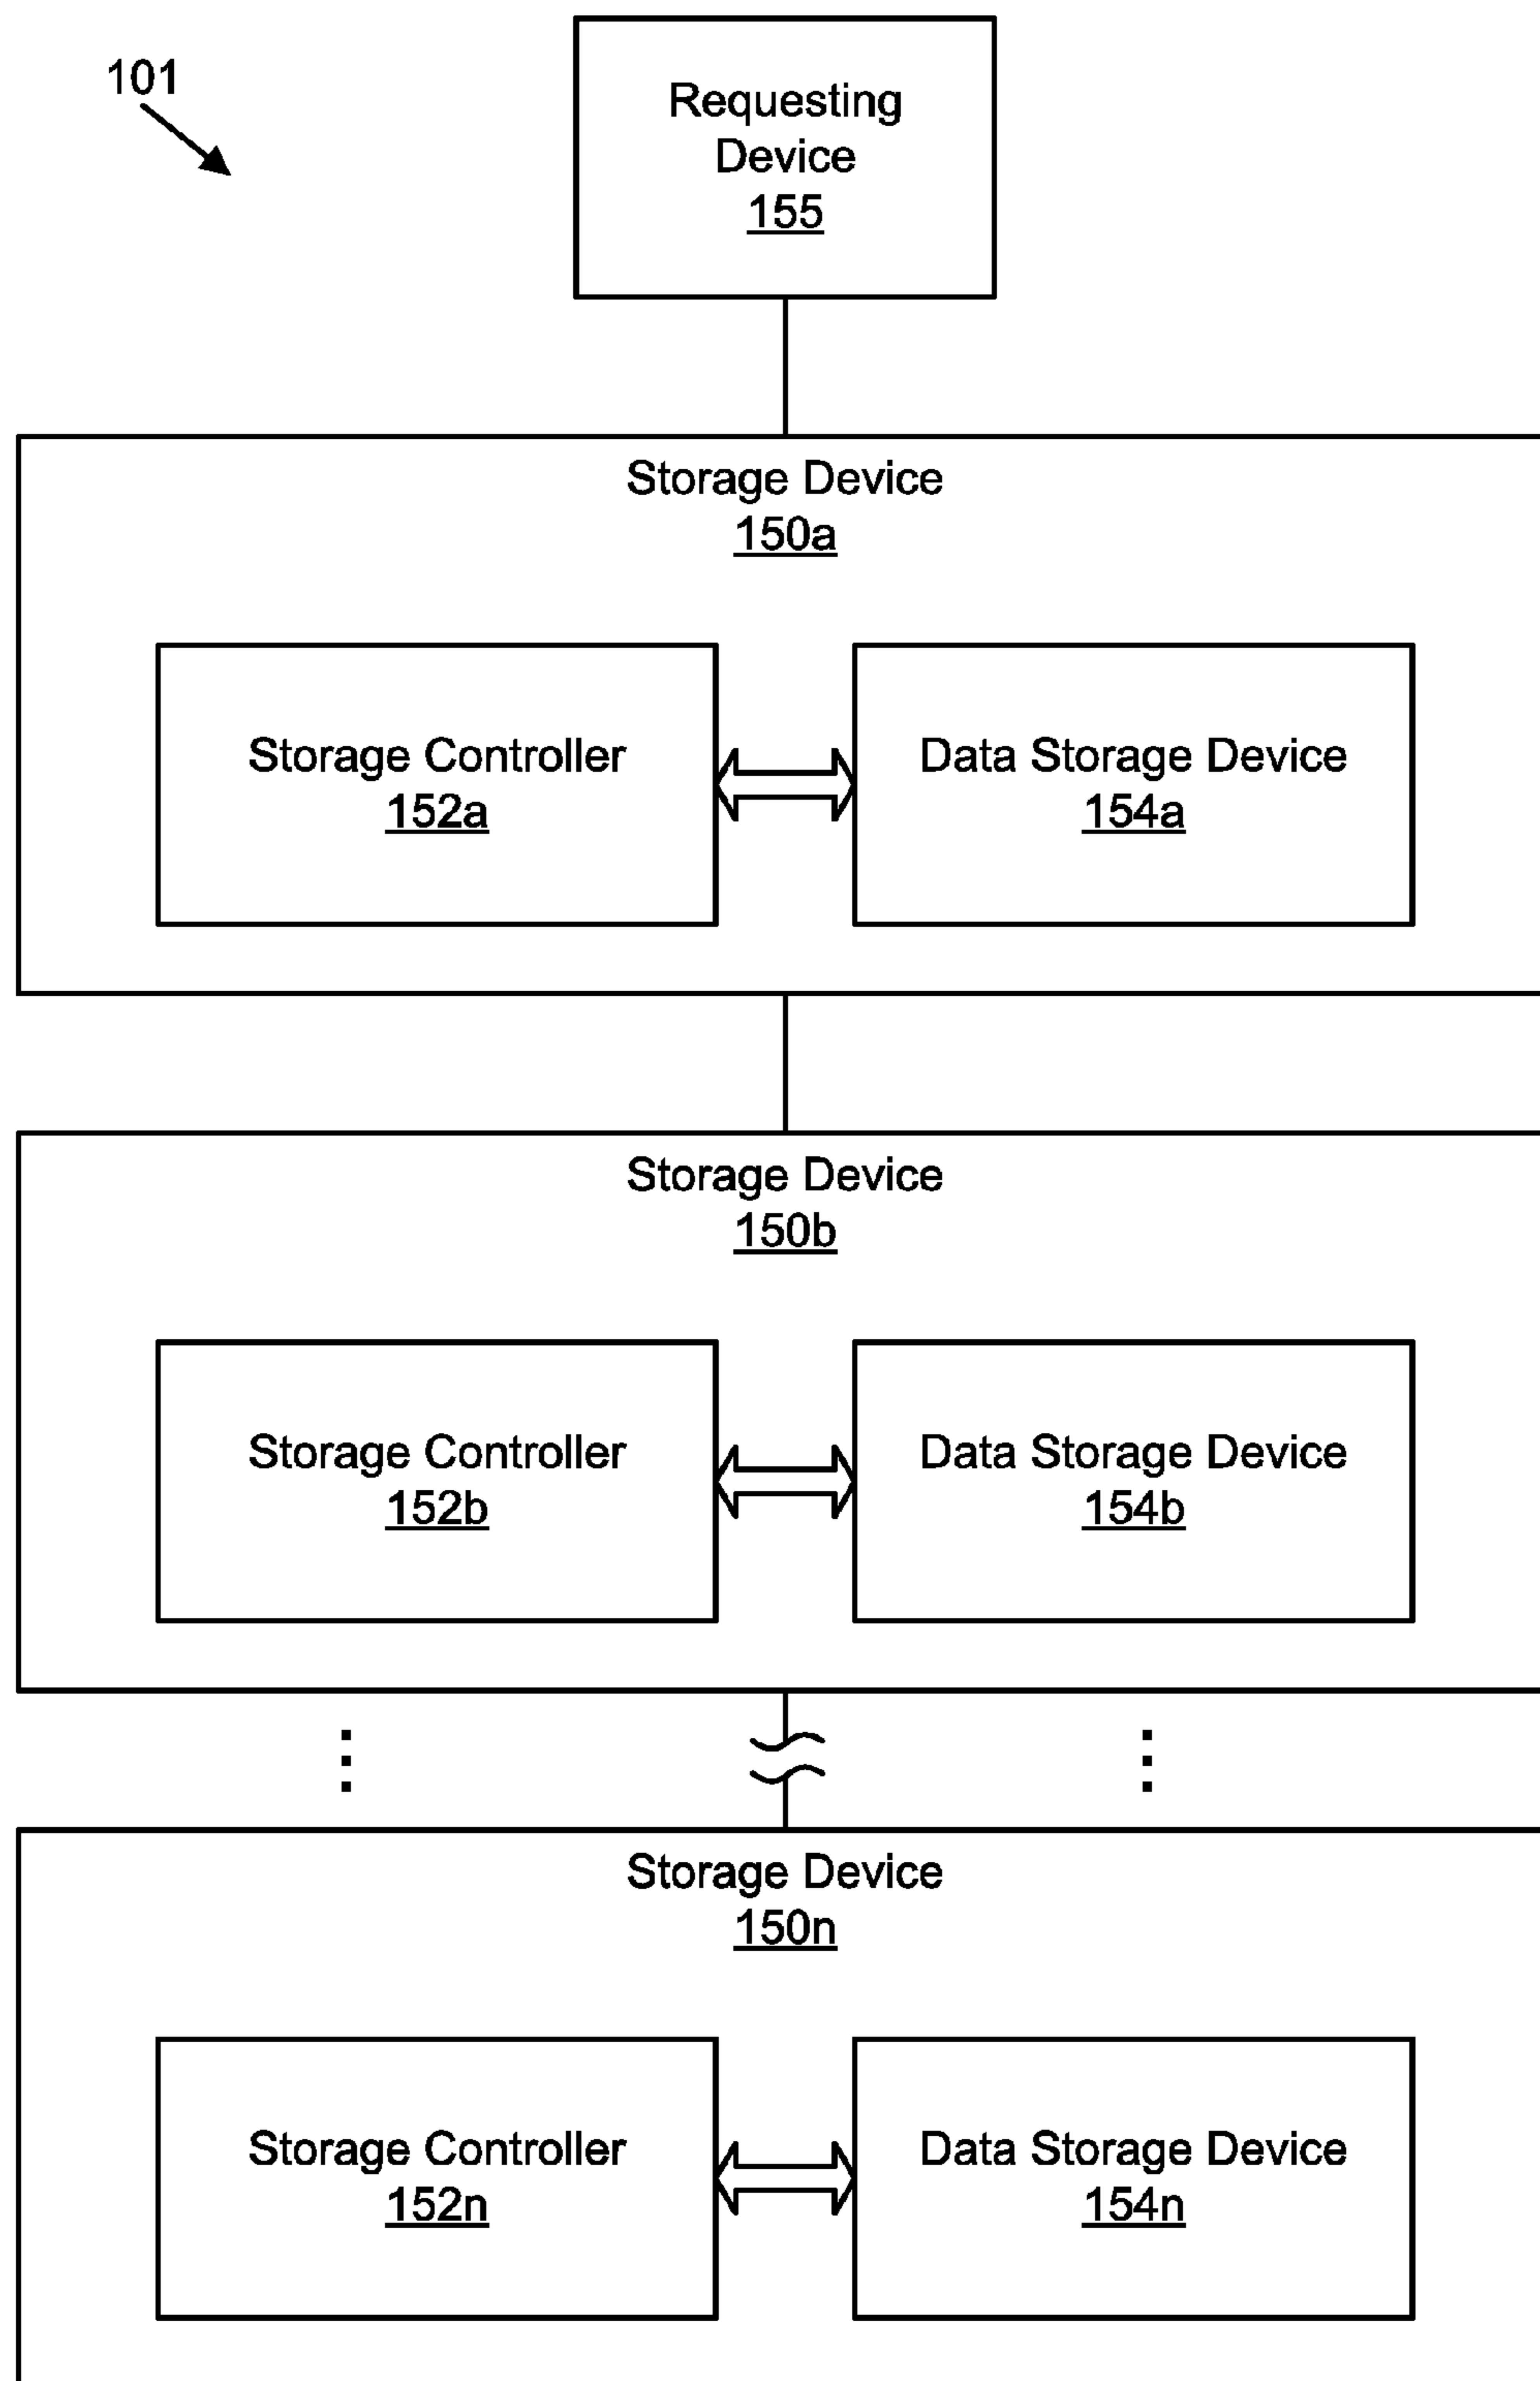 101
Requesting
Device
155
Storage Device
150a
Storage Controller
152a
Data Storage Device
154a
Storage Device
150b
Storage Controller
152b
Data Storage Device
154b
Storage Device
150n
Storage Controller
152n
Data Storage Device
154n